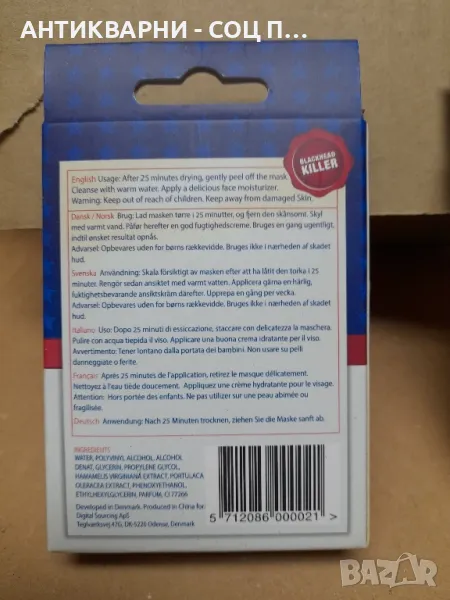 АНТИКВАРНИ - СОЦ П...
BLACKHEAD
KILLER
English Usage: After 25 minutes drying, gently peel off the mask.
Cleanse with warm water. Apply a delicious face moisturizer.
Warning: Keep out of reach of children. Keep away from damaged Skin.
Dansk / Norsk Brug: Lad masken tørre i 25 minutter, og fjern den skånsomt. Skyl
med varmt vand. Påfør herefter en god fugtighedscreme. Bruges en gang ugentligt,
indtil ønsket resultat opnås.
Advarsel: Opbevares uden for børns rækkevidde. Bruges ikke i nærheden af skadet
hud.
Svenska Användning: Skala försiktigt av masken efter att ha låtit den torka i 25
minuter. Rengör sedan ansiktet med varmt vatten. Applicera gärna en härlig,
fuktighetsbevarande ansiktskräm därefter. Upprepa en gång per vecka.
Advarsel: Opbevares uden for børns rækkevidde. Bruges ikke i nærheden af skadet
hud.
Italiano Uso: Dopo 25 minuti di essiccazione, staccare con delicatezza la maschera.
Pulire con acqua tiepida il viso. Applicare una buona crema idratante per il viso.
Avvertimento: Tener lontano dalla portata dei bambini. Non usare su pelli
danneggiate o ferite.
Français Après 25 minutes de l'application, retirez le masque délicatement.
Nettoyez à l'eau tiède doucement. Appliquez une crème hydratante pour le visage.
Attention: Hors portée des enfants. Ne pas utiliser sur une peau abimée ou
fragilisée.
Deutsch Anwendung: Nach 25 Minuten trocknen, ziehen Sie die Maske sanft ab.
INGREDIENTS
WATER, POLYVINYL ALCOHOL, ALCOHOL
DENAT, GLYCERIN, PROPYLENE GLYCOL,
HAMAMELIS VIRGINIANA EXTRACT, PORTULACA
OLERACEA EXTRACT, PHENOXYETHANOL,
ETHYLHEXYLGLYCERIN, PARFUM, CI 77266
Developed in Denmark. Produced in China for:
Digital Sourcing ApS
Teglværksvej 47G, DK-5220 Odense, Denmark
5 712086 000021 >
bazar